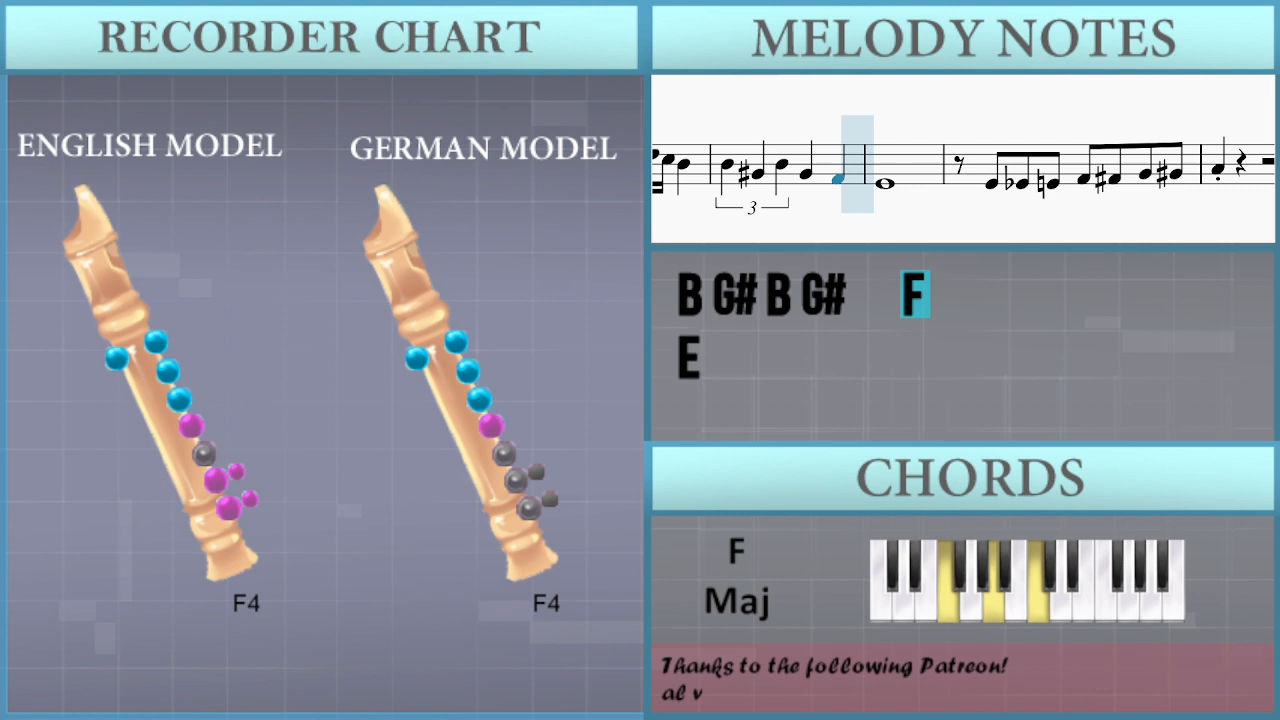 RECORDER CHART
ENGLISH MODEL
GERMAN MODEL
F4
F4
MELODY NOTES
3
B G# B G# F
E
CHORDS
F
Maj
Thanks to the following Patreon!
al v